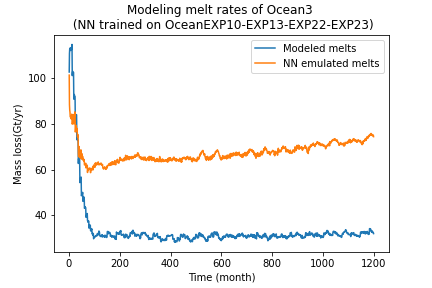 Modeling melt rates of Ocean3
(NN trained on OceanEXP10-EXP13-EXP22-EXP23)
Modeled melts
NN emulated melts
Mass loss(Gt/yr)
100
80
60
40
0
200
400
600
800
1000
1200
Time (month)